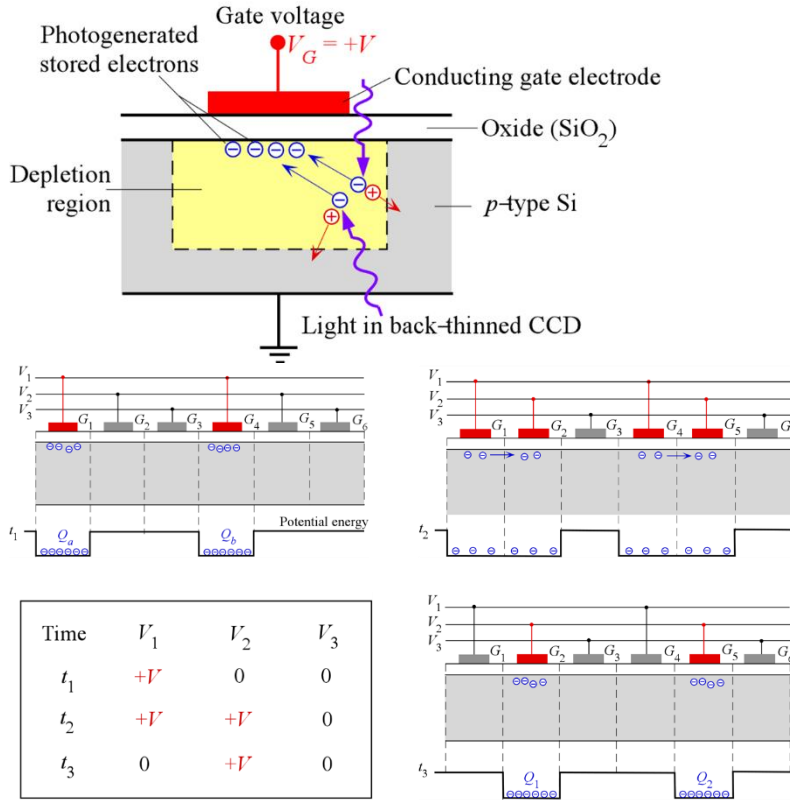 Gate voltage
Photogenerated
stored electrons
V_G = +V
Conducting gate electrode
Oxide (SiO₂)
Depletion
region
p-type Si
Light in back-thinned CCD
V₁
V₂
V₃
G₁ G₂ G₃ G₄ G₅ G₆
Potential energy
t₁
Q_a Q_b
V₁
V₂
V₃
G₁ G₂ G₃ G₄ G₅ G
t₂
Time V₁ V₂ V₃
t₁ +V 0 0
t₂ +V +V 0
t₃ 0 +V 0
V₁
V₂
V₃
G₁ G₂ G₃ G₄ G₅ G₆
t₃
Q₁ Q₂